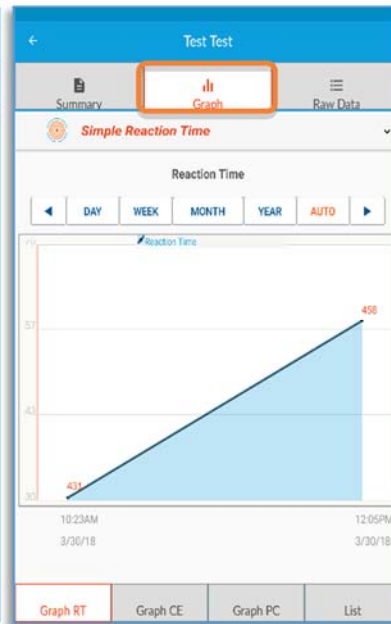 Test Test
Summary
Graph
Raw Data
Simple Reaction Time
Reaction Time
DAY WEEK MONTH YEAR AUTO
Reaction Time
70
458
57
43
431
30
10:23AM 12:05PM
3/30/18 3/30/18
Graph RT Graph CE Graph PC List